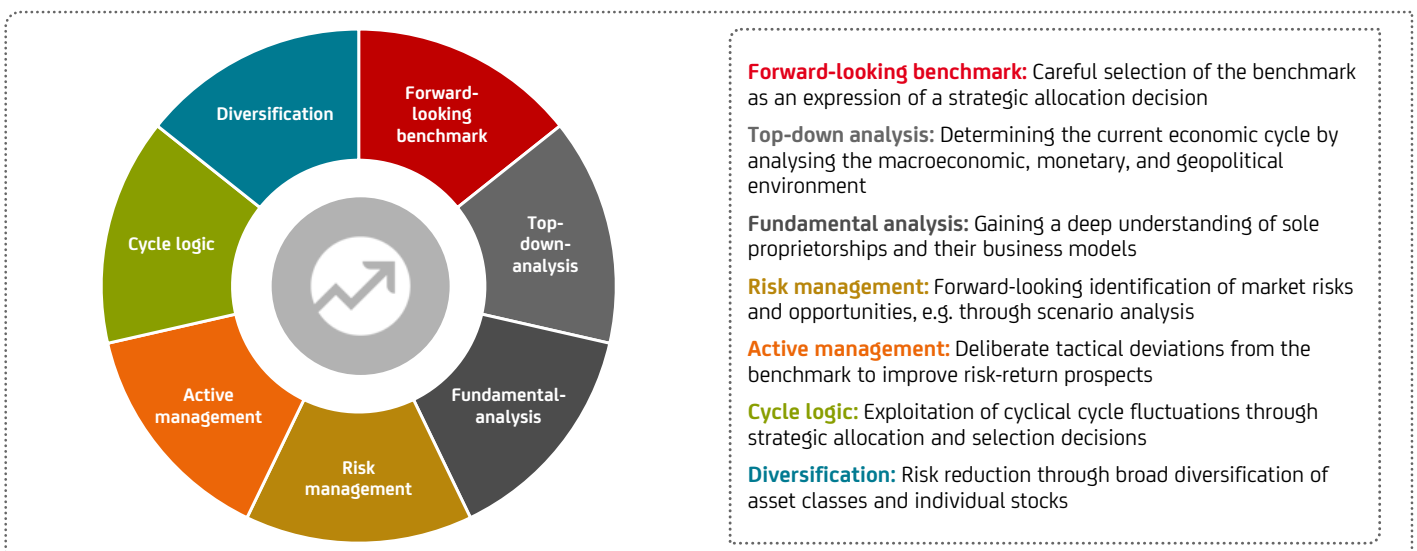 Diversification
Forward-
looking
benchmark
Top-
down-
analysis
Fundamental-
analysis
Risk
management
Active
management
Cycle logic
Forward-looking benchmark: Careful selection of the benchmark
as an expression of a strategic allocation decision
Top-down analysis: Determining the current economic cycle by
analysing the macroeconomic, monetary, and geopolitical
environment
Fundamental analysis: Gaining a deep understanding of sole
proprietorships and their business models
Risk management: Forward-looking identification of market risks
and opportunities, e.g. through scenario analysis
Active management: Deliberate tactical deviations from the
benchmark to improve risk-return prospects
Cycle logic: Exploitation of cyclical cycle fluctuations through
strategic allocation and selection decisions
Diversification: Risk reduction through broad diversification of
asset classes and individual stocks